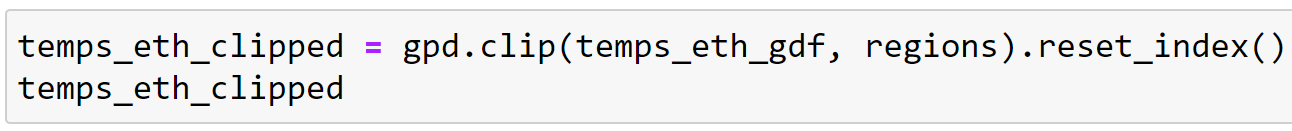 temps_eth_clipped = gpd.clip(temps_eth_gdf, regions).reset_index()
temps_eth_clipped